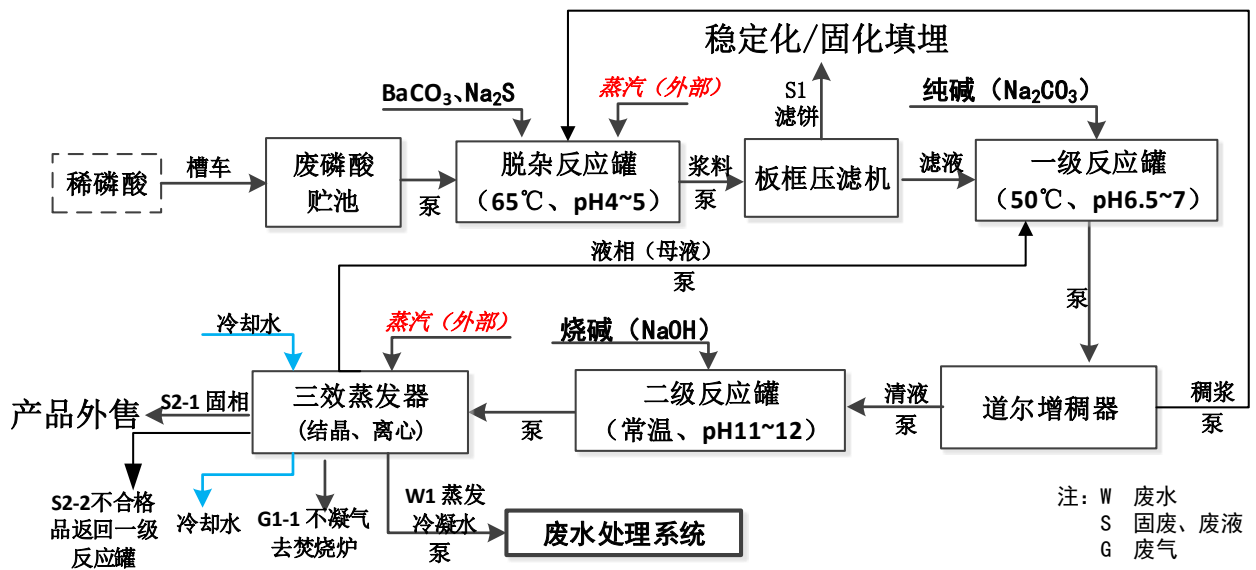 稳定化/固化填埋
BaCO₃、Na₂S
蒸汽（外部）
S1
滤饼
纯碱（Na₂CO₃）
稀磷酸
槽车
废磷酸
贮池
泵
脱杂反应罐
（65℃、pH4~5）
浆料
泵
板框压滤机
滤液
一级反应罐
（50℃、pH6.5~7）
液相（母液）
泵
泵
冷却水
蒸汽（外部）
烧碱（NaOH）
产品外售
S2-1 固相
三效蒸发器
(结晶、离心)
泵
二级反应罐
（常温、pH11~12）
清液
泵
道尔增稠器
稠浆
泵
S2-2不合格
品返回一级
反应罐
冷却水
G1-1 不凝气
去焚烧炉
W1 蒸发
冷凝水
泵
废水处理系统
注：W 废水
S 固废、废液
G 废气